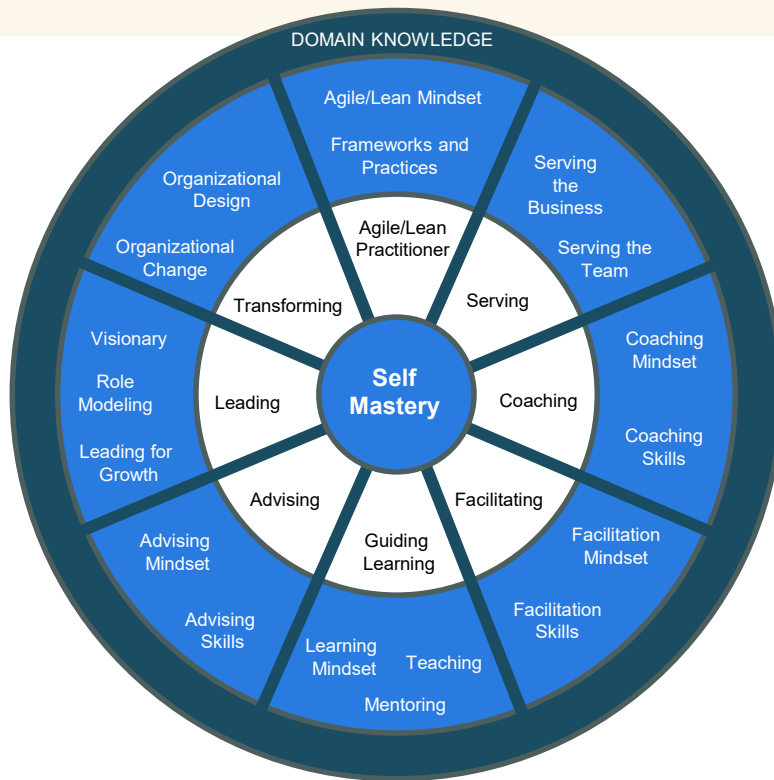 DOMAIN KNOWLEDGE
Agile/Lean Mindset
Frameworks and
Practices
Agile/Lean
Practitioner
Serving
the
Business
Serving the
Team
Serving
Coaching
Mindset
Coaching
Skills
Coaching
Facilitation
Mindset
Facilitation
Skills
Facilitating
Guiding
Learning
Learning
Mindset
Teaching
Mentoring
Advising
Advising
Mindset
Advising
Skills
Leading
Visionary
Role
Modeling
Leading for
Growth
Transforming
Organizational
Design
Organizational
Change
Self
Mastery